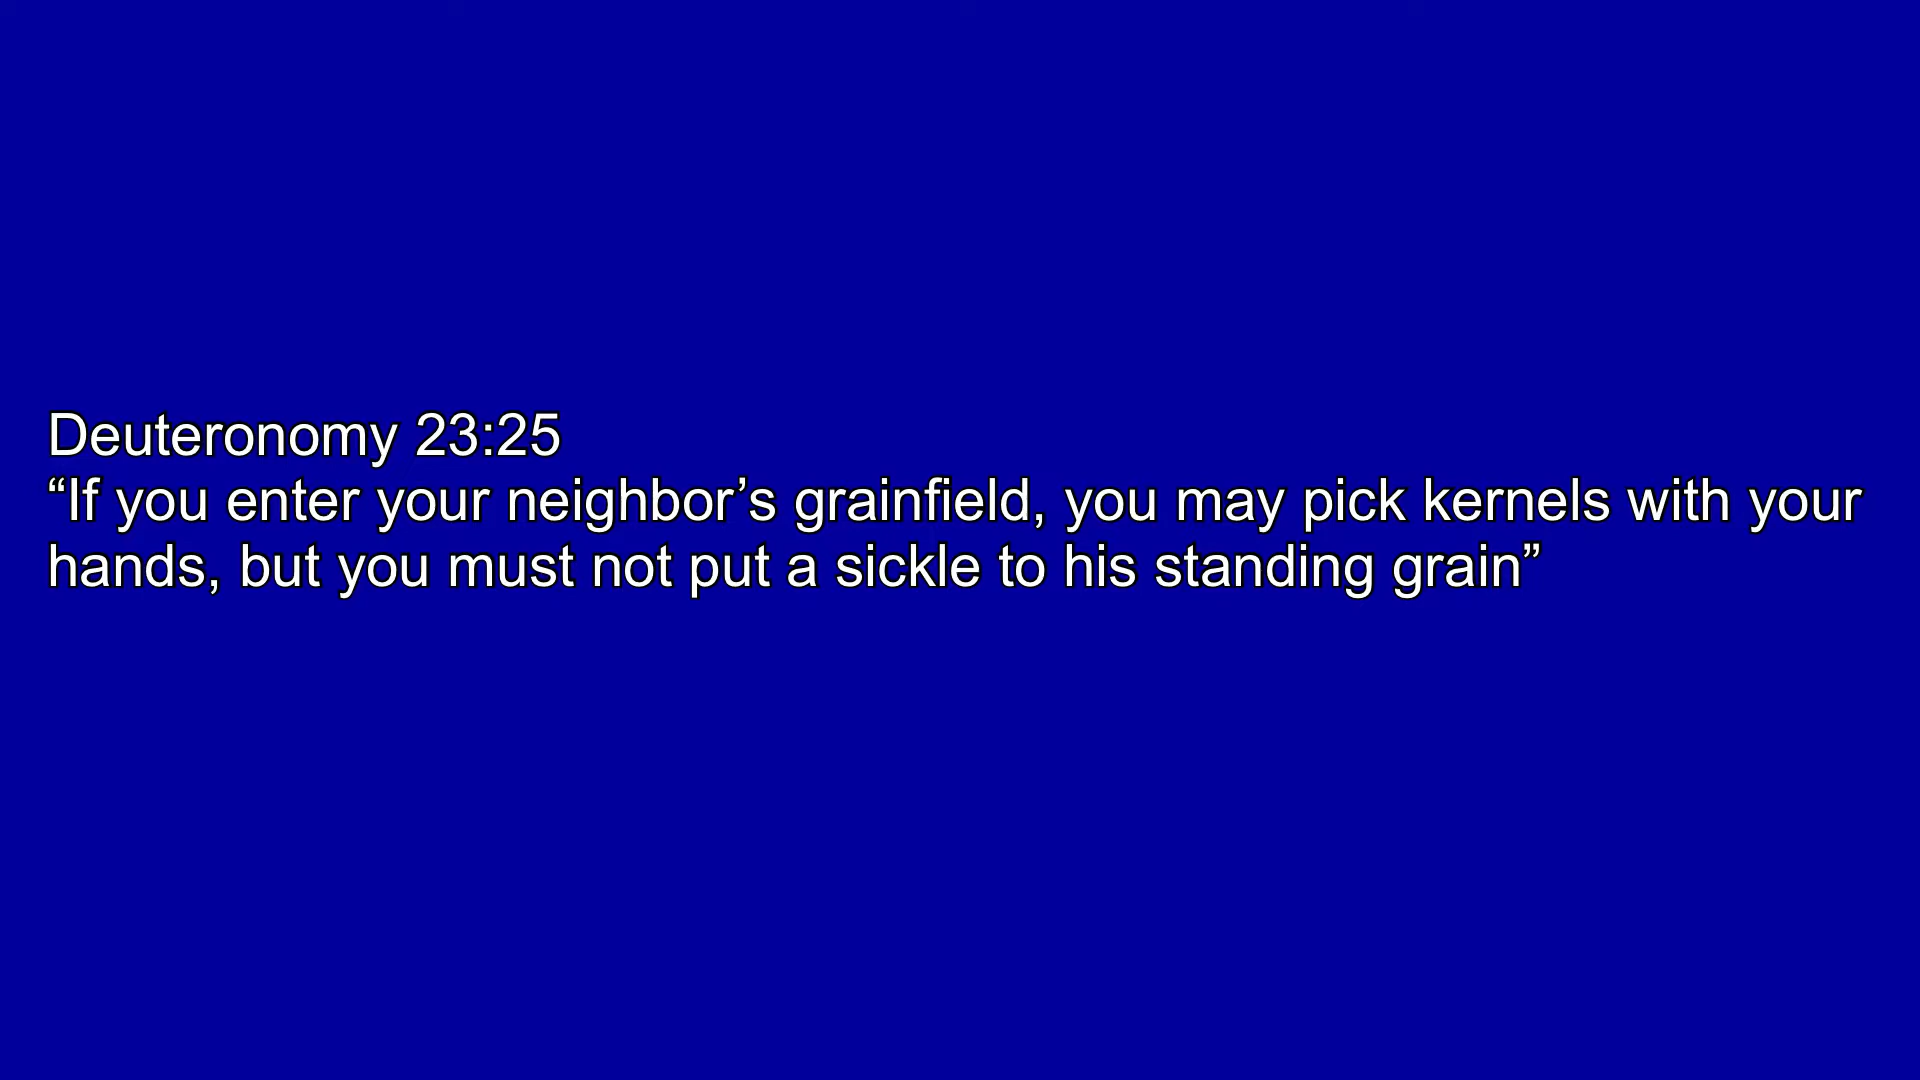 Deuteronomy 23:25
“If you enter your neighbor’s grainfield, you may pick kernels with your
hands, but you must not put a sickle to his standing grain”